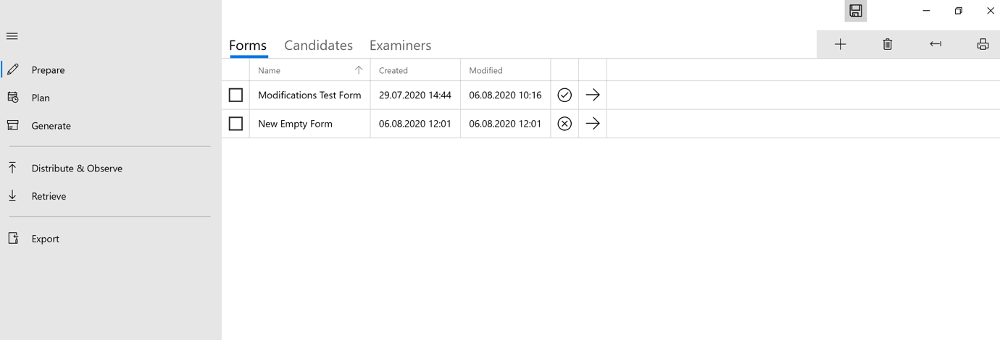 Forms Candidates Examiners
Prepare
Plan
Generate
Distribute & Observe
Retrieve
Export
Name Created Modified
Modifications Test Form 29.07.2020 14:44 06.08.2020 10:16
New Empty Form 06.08.2020 12:01 06.08.2020 12:01